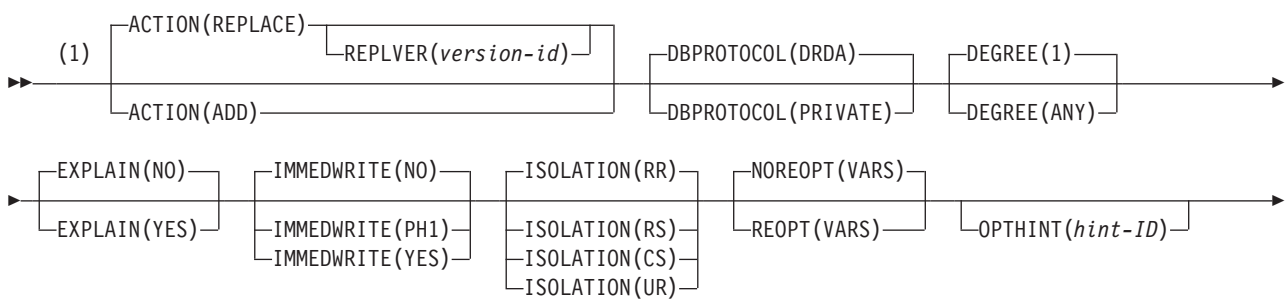 ACTION(REPLACE)
(1) REPLVER(version-id) DBPROTOCOL(DRDA) DEGREE(1)
ACTION(ADD) DBPROTOCOL(PRIVATE) DEGREE(ANY)
EXPLAIN(NO) IMMEDWRITE(NO) ISOLATION(RR) NOREOPT(VARS)
EXPLAIN(YES) IMMEDWRITE(PH1) ISOLATION(RS) REOPT(VARS) OPTHINT(hint-ID)
IMMEDWRITE(YES) ISOLATION(CS)
ISOLATION(UR)